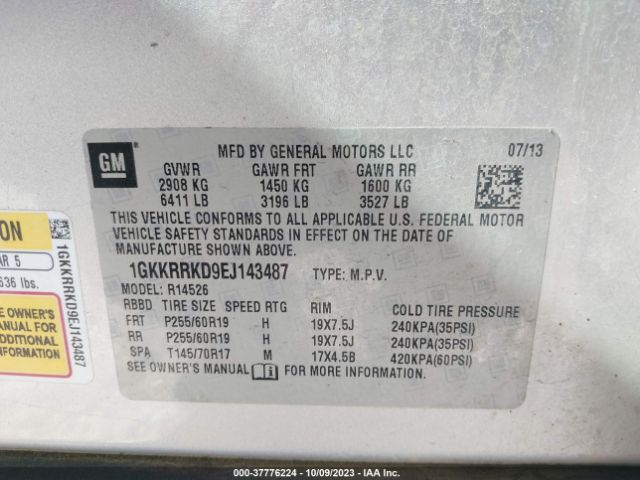 GM
MFD BY GENERAL MOTORS LLC 07/13
GVWR GAWR FRT GAWR RR
2908 KG 1450 KG 1600 KG
6411 LB 3196 LB 3527 LB
THIS VEHICLE CONFORMS TO ALL APPLICABLE U.S. FEDERAL MOTOR
VEHICLE SAFETY STANDARDS IN EFFECT ON THE DATE OF
MANUFACTURE SHOWN ABOVE.
1GKKRRKD9EJ143487 TYPE: M.P.V.
MODEL: R14526
RBBD TIRE SIZE SPEED RTG RIM COLD TIRE PRESSURE
FRT P255/60R19 H 19X7.5J 240KPA(35PSI)
RR P255/60R19 H 19X7.5J 240KPA(35PSI)
SPA T145/70R17 M 17X4.5B 420KPA(60PSI)
SEE OWNER'S MANUAL i FOR MORE INFORMATION.
ON
AR 5
636 lbs.
OWNER'S
MANUAL FOR
ADDITIONAL
1GKKRRKD9EJ143487
000-37776224 - 10/09/2023 - IAA Inc.